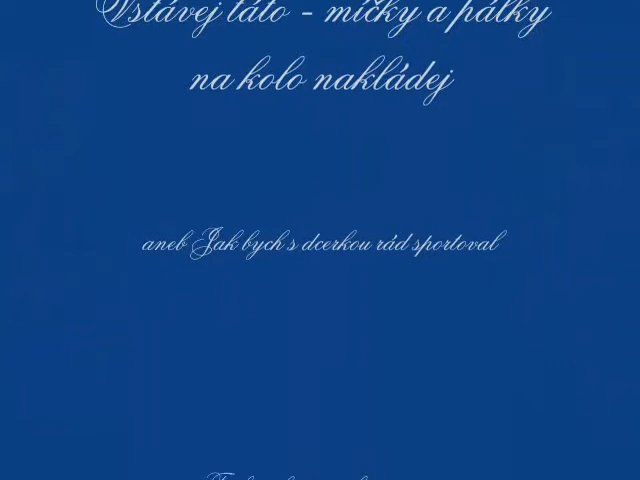 Vstávej táto - míčky a pálky
na kolo nakládej
aneb Jak bych s dcerkou rád sportoval